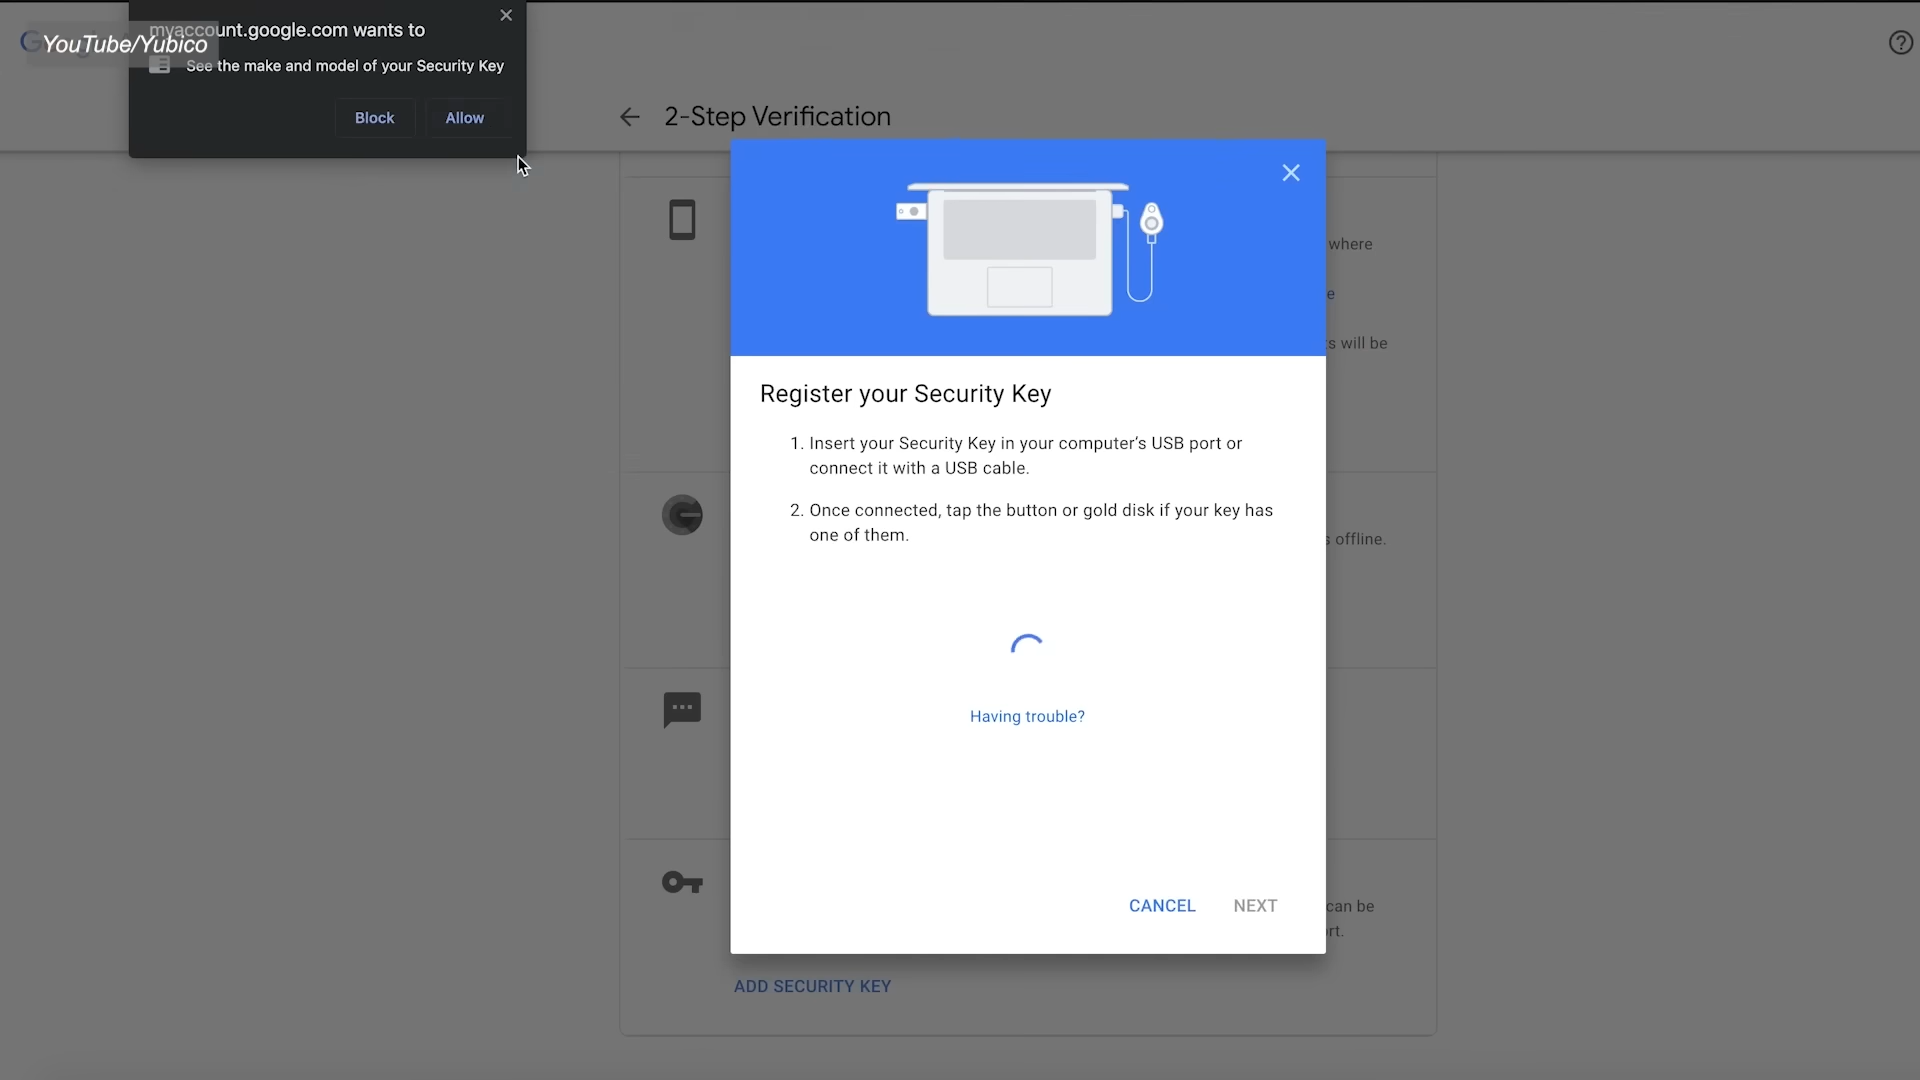 myaccount.google.com wants to
YouTube/Yubico
See the make and model of your Security Key
Block
Allow
2-Step Verification
where
e
s will be
Register your Security Key
1. Insert your Security Key in your computer's USB port or
connect it with a USB cable.
2. Once connected, tap the button or gold disk if your key has
one of them.
s offline.
Having trouble?
CANCEL
NEXT
can be
rt.
ADD SECURITY KEY